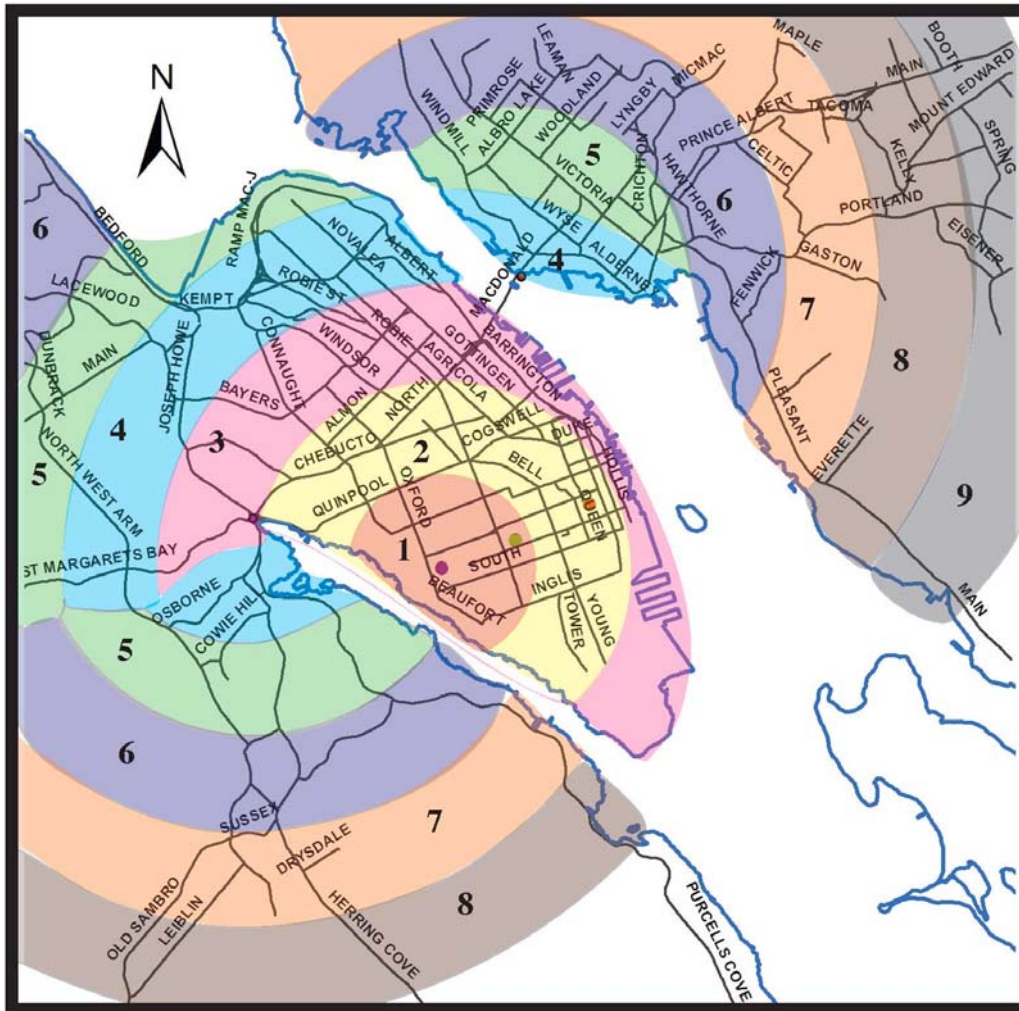 MAPLE
BOOTH
LEAMAN
MAIN
MOUNT EDWARD
N
PRIMROSE
WOODLAND
MICMAC
WINDMILL
ALBRO LAKE
LYNGBY
TACOMA
PRINCE ALBERT
SPRING
5
CELTIC
KELLY
VICTORIA
CRICHTON
HAWTHORNE
6
PORTLAND
RAMP MAC-J
EISENER
6
BEDFORD
NOVALEA
ALBERT
WYSE
ALDERNE
4
GASTON
LACEWOOD
KEMPT
ROBIE ST
MACDONALD
FENWICK
7
MAIN
DUNBRACK
JOSEPH HOWE
CONNAUGHT
WINDSOR
ROBIE
GOTTINGEN
BARRINGTON
8
BAYERS
AGRICOLA
PLEASANT
4
3
ALMON
NORTH
CHEBUCTO
2
COGSWELL
DUKE
EVERETTE
5
NORTH WEST ARM
QUINPOOL
OXFORD
BELL
HOLLIS
9
QUEEN
ST MARGARETS BAY
1
SOUTH
OSBORNE
BEAUFORT
INGLIS
MAIN
COWIE HILL
TOWER
YOUNG
5
6
SUSSEX
7
DRYSDALE
8
OLD SAMBRO
LEIBLIN
HERRING COVE
PURCELLS COVE